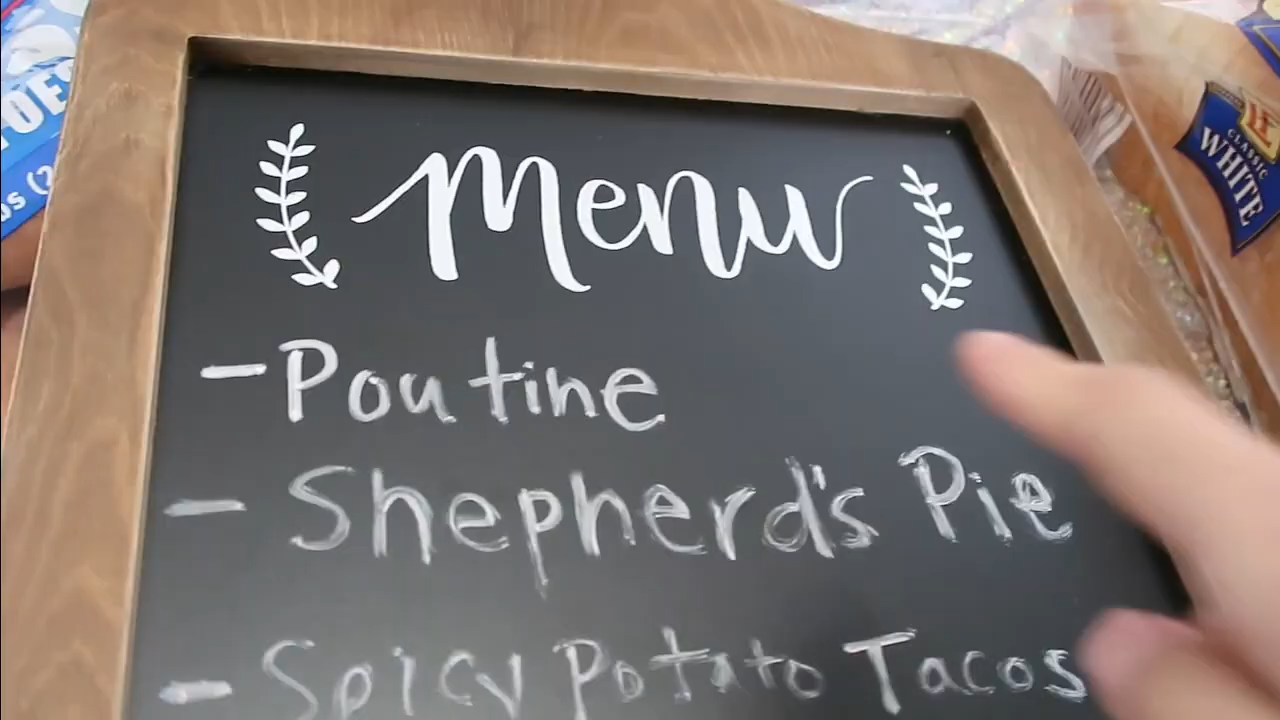 Menu
- Poutine
- Shepherd's Pie
- Spicy Potato Tacos
CLASSIC
WHITE